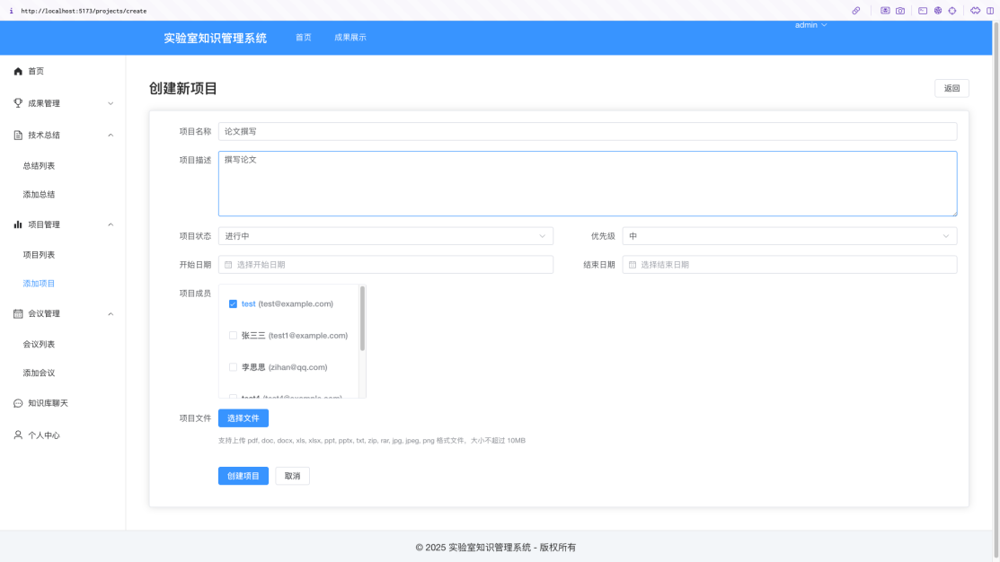 http://localhost:5173/projects/create
实验室知识管理系统 首页 成果展示 admin
首页
成果管理
技术总结
总结列表
添加总结
项目管理
项目列表
添加项目
会议管理
会议列表
添加会议
知识库聊天
个人中心
创建新项目 返回
项目名称 论文撰写
项目描述 撰写论文
项目状态 进行中 优先级 中
开始日期 选择开始日期 结束日期 选择结束日期
项目成员 test (test@example.com)
张三三 (test1@example.com)
李思思 (zihan@qq.com)
项目文件 选择文件
支持上传 pdf, doc, docx, xls, xlsx, ppt, pptx, txt, zip, rar, jpg, jpeg, png 格式文件，大小不超过 10MB
创建项目 取消
© 2025 实验室知识管理系统 - 版权所有